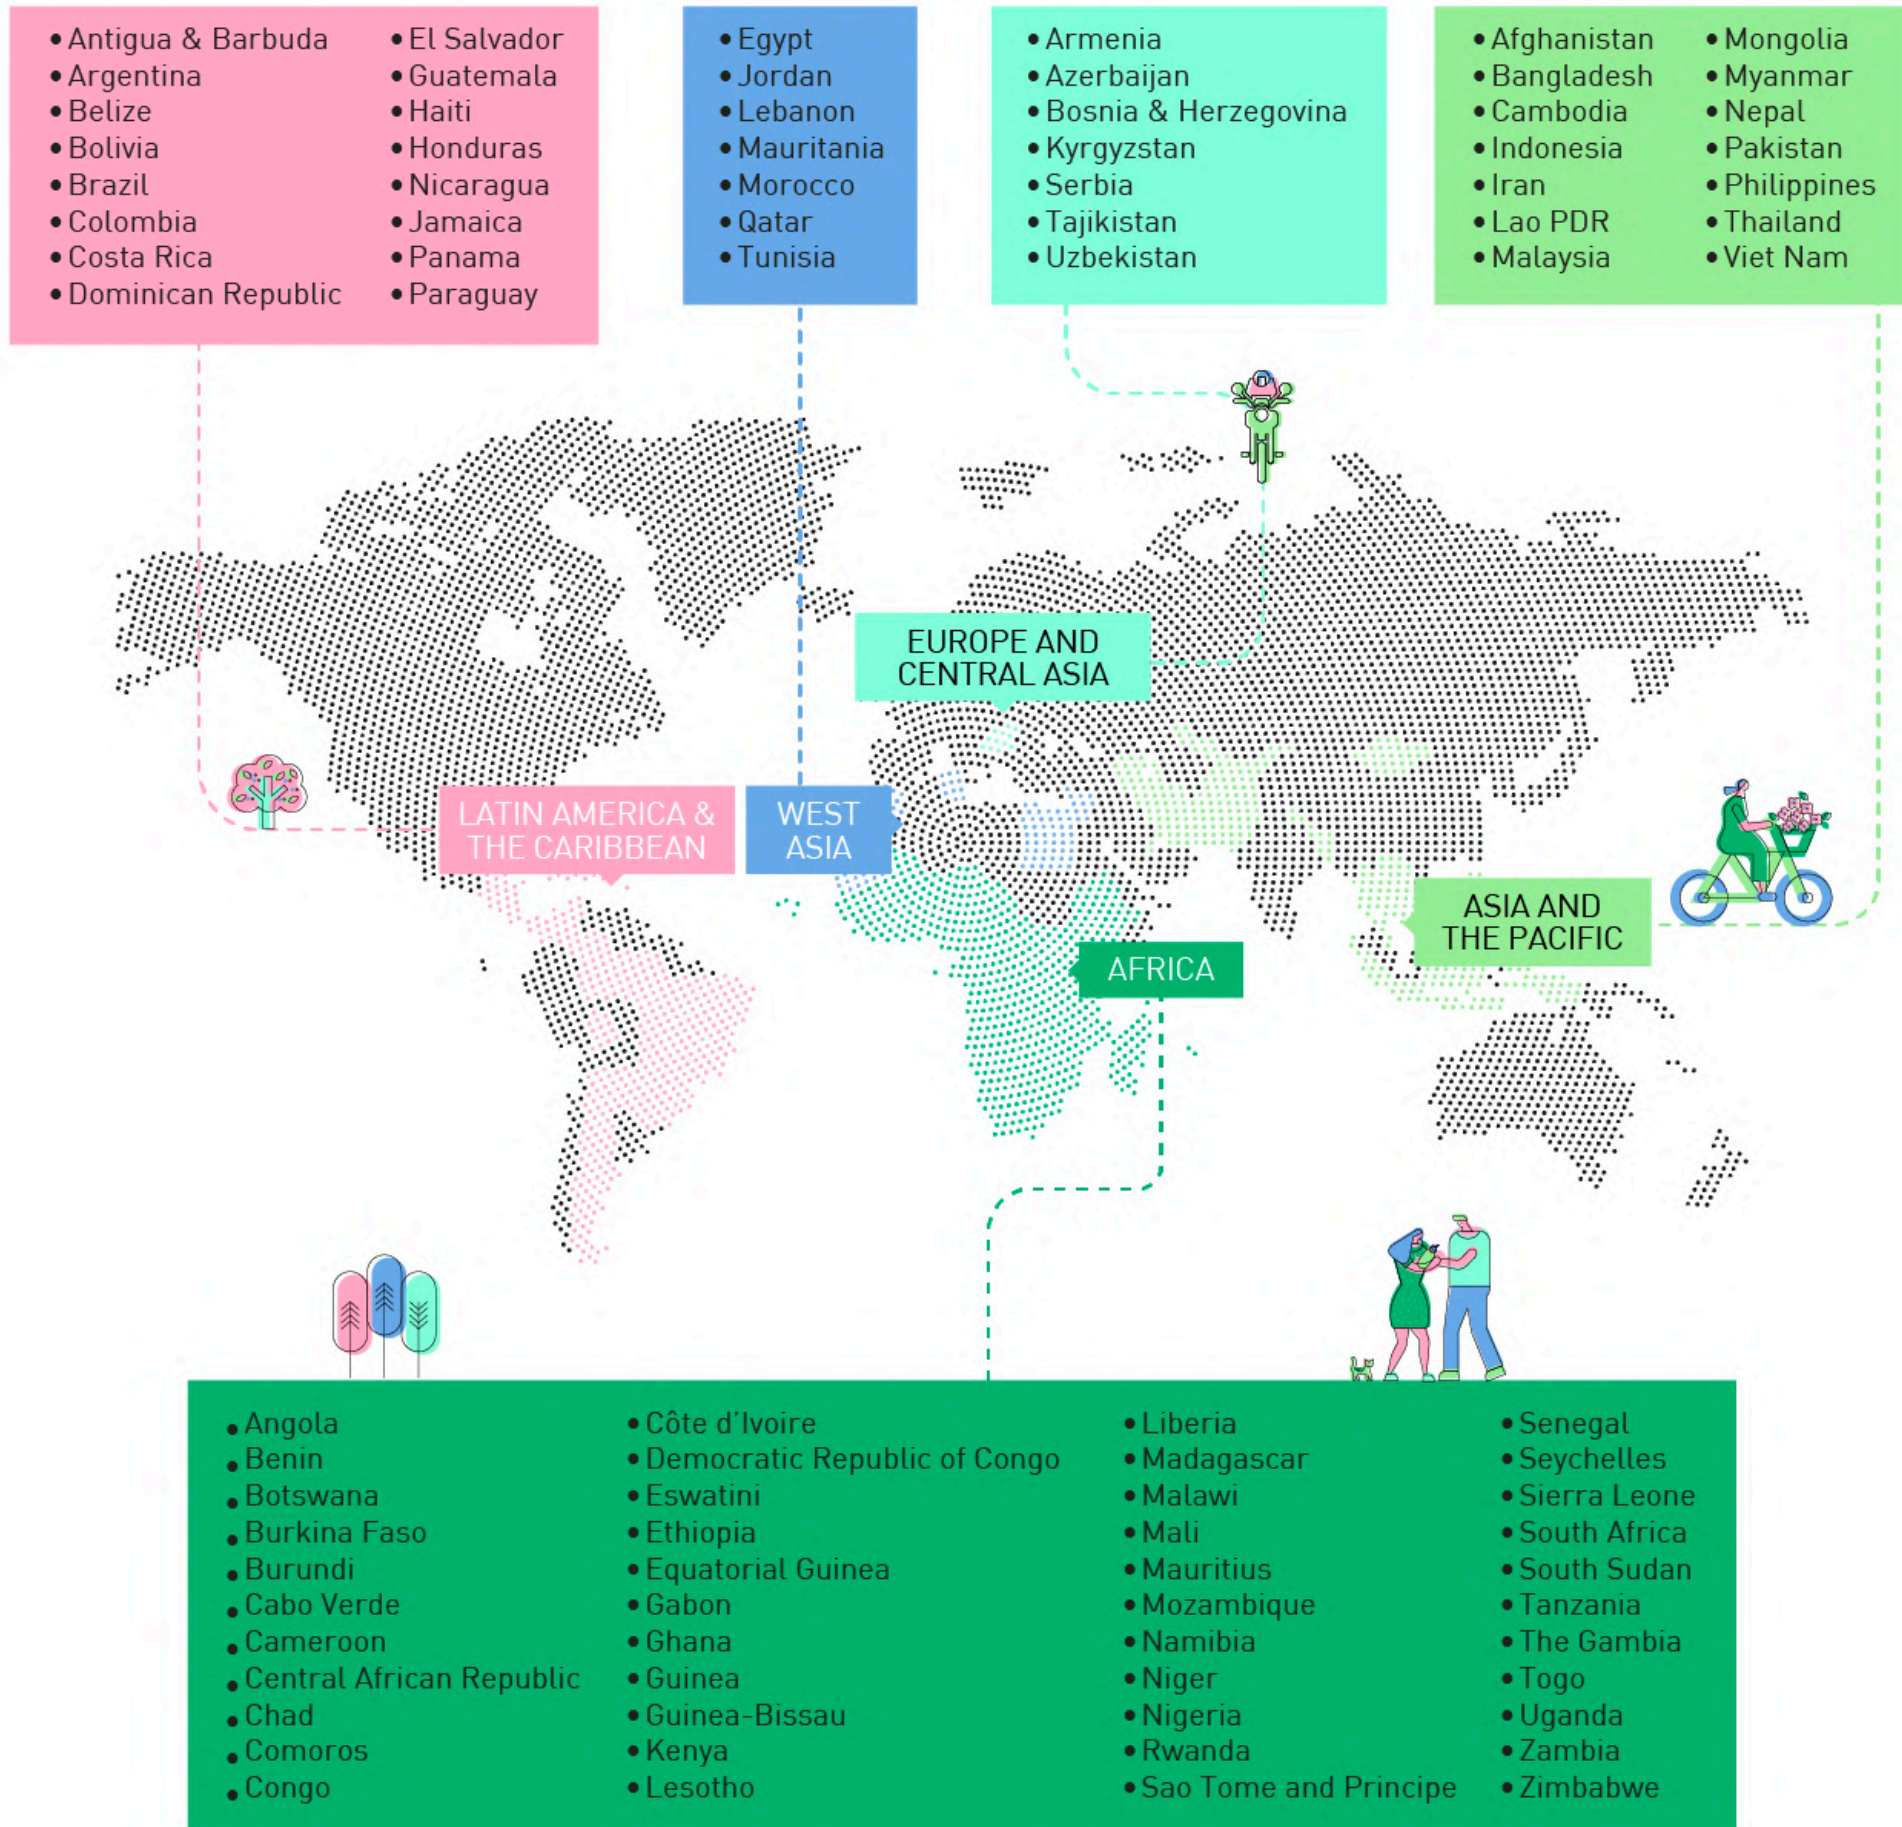 • Antigua & Barbuda
• Argentina
• Belize
• Bolivia
• Brazil
• Colombia
• Costa Rica
• Dominican Republic
• El Salvador
• Guatemala
• Haiti
• Honduras
• Nicaragua
• Jamaica
• Panama
• Paraguay
• Egypt
• Jordan
• Lebanon
• Mauritania
• Morocco
• Qatar
• Tunisia
• Armenia
• Azerbaijan
• Bosnia & Herzegovina
• Kyrgyzstan
• Serbia
• Tajikistan
• Uzbekistan
• Afghanistan
• Bangladesh
• Cambodia
• Indonesia
• Iran
• Lao PDR
• Malaysia
• Mongolia
• Myanmar
• Nepal
• Pakistan
• Philippines
• Thailand
• Viet Nam
EUROPE AND
CENTRAL ASIA
LATIN AMERICA &
THE CARIBBEAN
WEST
ASIA
ASIA AND
THE PACIFIC
AFRICA
• Angola
• Benin
• Botswana
• Burkina Faso
• Burundi
• Cabo Verde
• Cameroon
• Central African Republic
• Chad
• Comoros
• Congo
• Côte d’Ivoire
• Democratic Republic of Congo
• Eswatini
• Ethiopia
• Equatorial Guinea
• Gabon
• Ghana
• Guinea
• Guinea-Bissau
• Kenya
• Lesotho
• Liberia
• Madagascar
• Malawi
• Mali
• Mauritius
• Mozambique
• Namibia
• Niger
• Nigeria
• Rwanda
• Sao Tome and Principe
• Senegal
• Seychelles
• Sierra Leone
• South Africa
• South Sudan
• Tanzania
• The Gambia
• Togo
• Uganda
• Zambia
• Zimbabwe